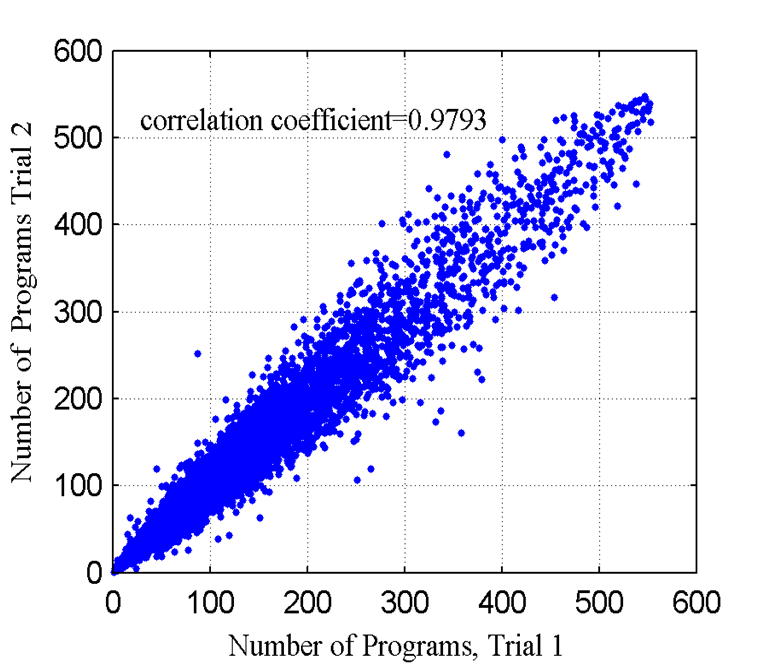 600
correlation coefficient=0.9793
500
400
300
200
100
0
Number of Programs Trial 2
0 100 200 300 400 500 600
Number of Programs, Trial 1